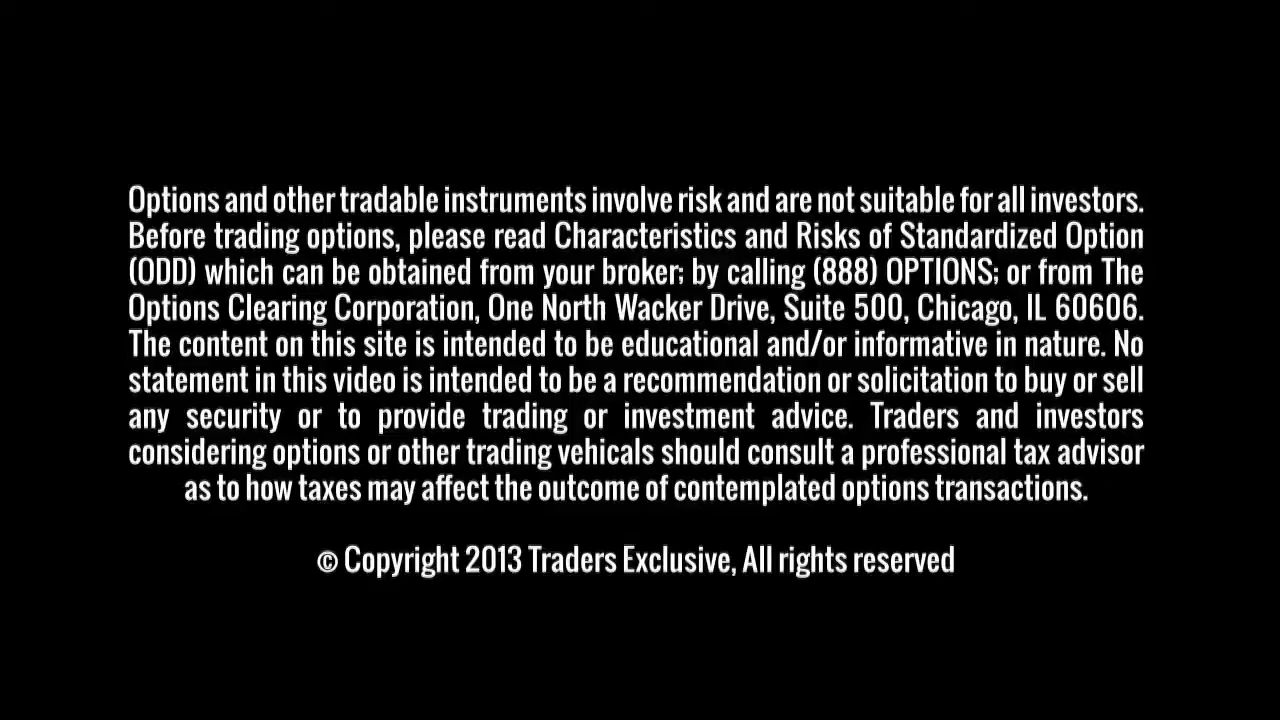 Options and other tradable instruments involve risk and are not suitable for all investors.
Before trading options, please read Characteristics and Risks of Standardized Option
(ODD) which can be obtained from your broker; by calling (888) OPTIONS; or from The
Options Clearing Corporation, One North Wacker Drive, Suite 500, Chicago, IL 60606.
The content on this site is intended to be educational and/or informative in nature. No
statement in this video is intended to be a recommendation or solicitation to buy or sell
any security or to provide trading or investment advice. Traders and investors
considering options or other trading vehicals should consult a professional tax advisor
as to how taxes may affect the outcome of contemplated options transactions.
© Copyright 2013 Traders Exclusive, All rights reserved